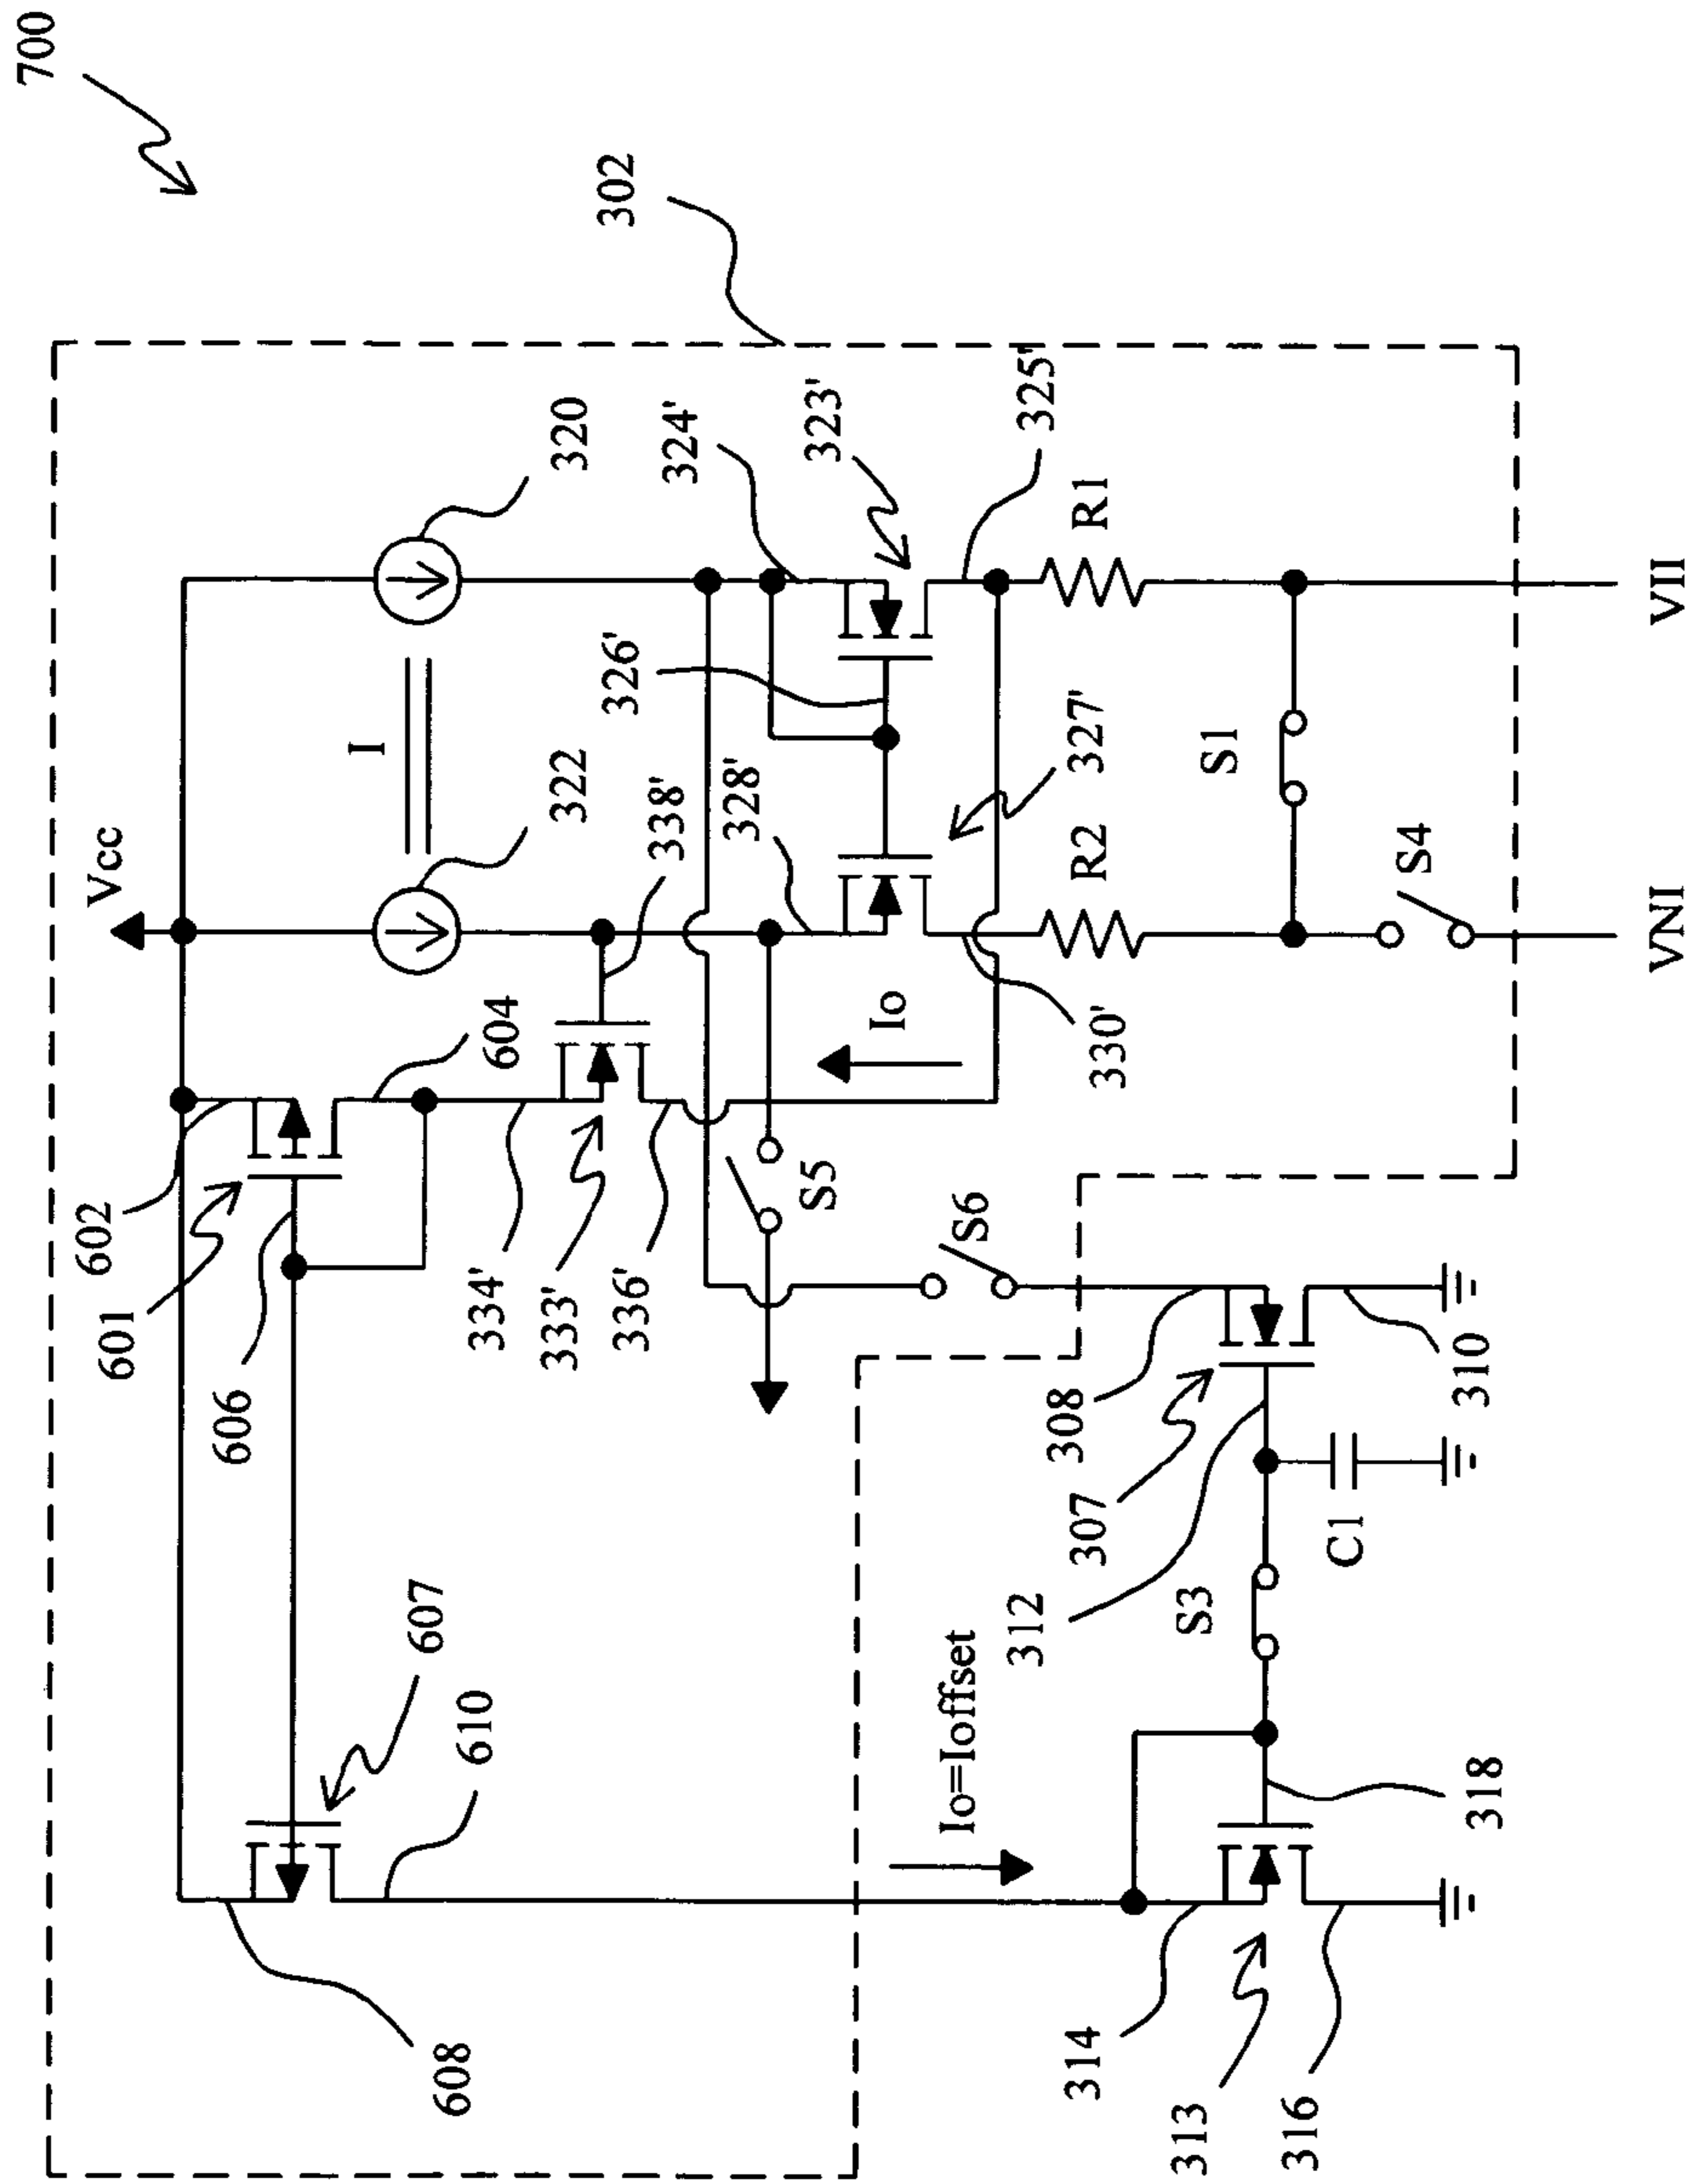 700
302
Vcc
I
320
322
324'
323'
325'
326'
R1
338'
328'
327'
R2
S1
S4
VII
VNI
Io
330'
604
602
601
606
334'
333'
336'
S5
S6
308
310
307
312
C1
S3
607
610
Io=Ioffset
318
608
314
313
316